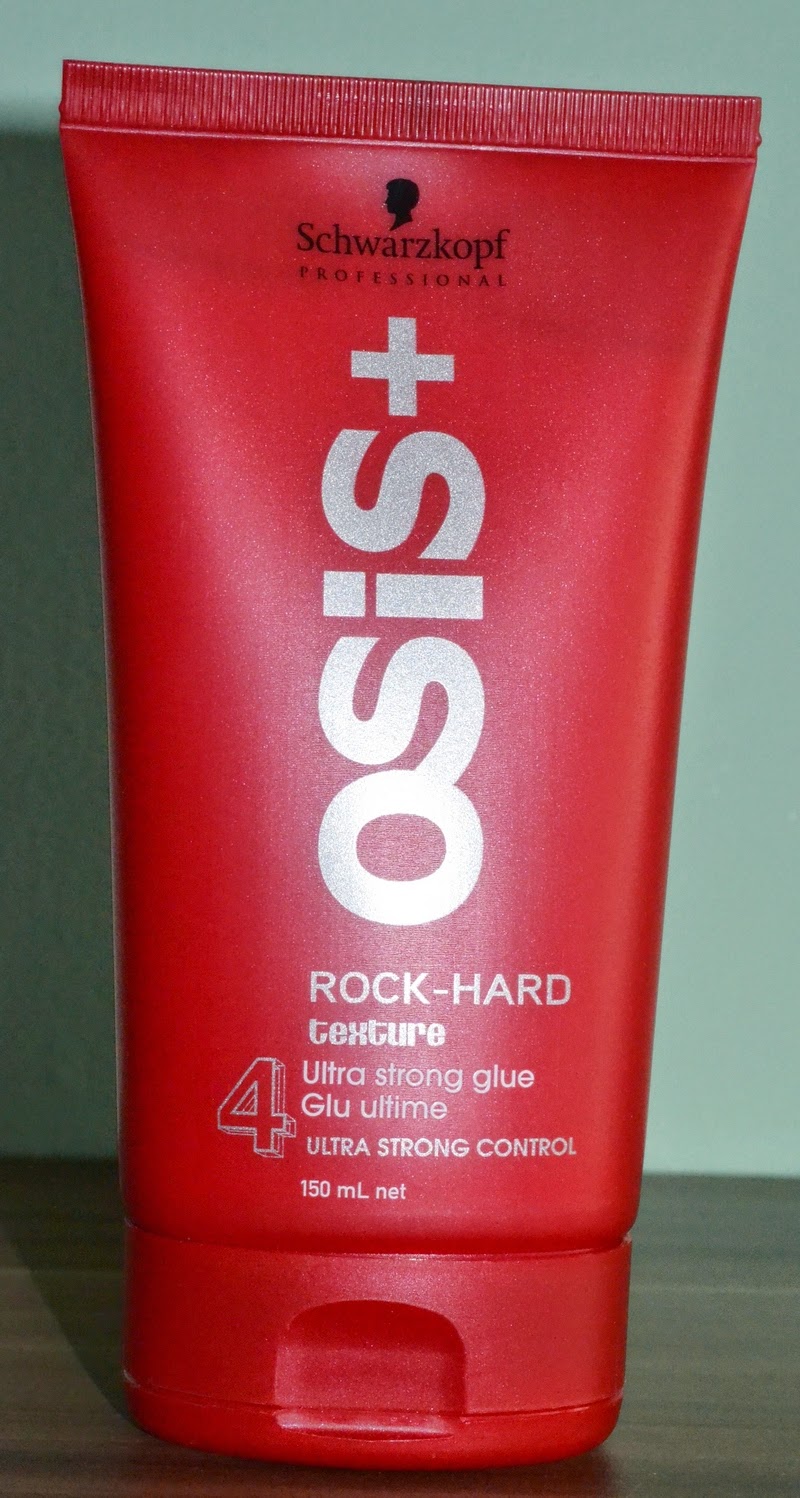 Schwarzkopf
PROFESSIONAL
osis+
ROCK-HARD
texture
4
Ultra strong glue
Glu ultime
ULTRA STRONG CONTROL
150 mL net